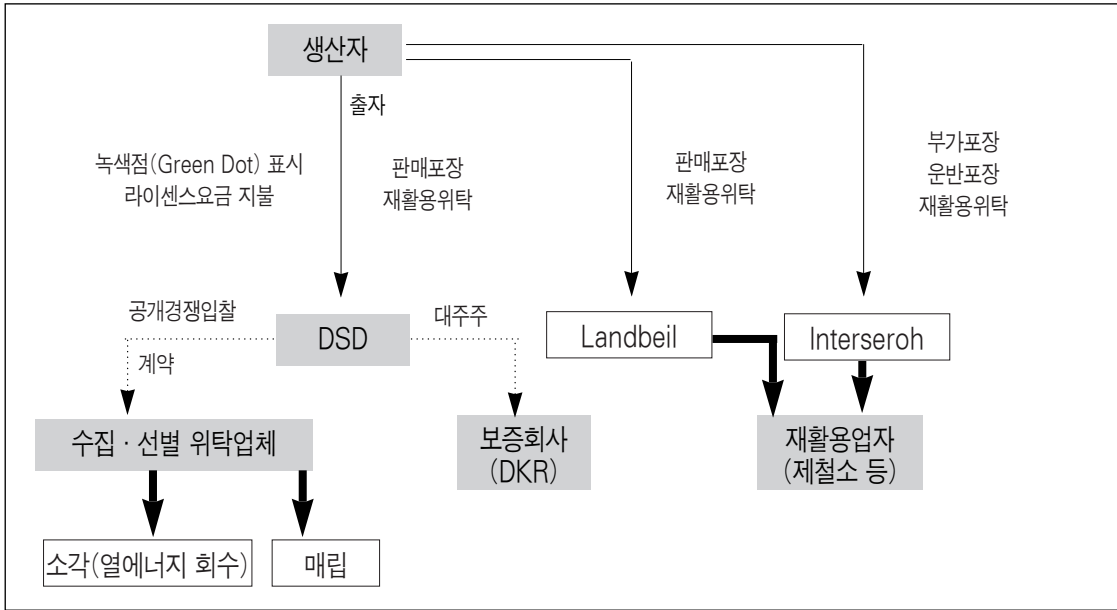 생산자
출자
녹색점(Green Dot) 표시
라이센스요금 지불
판매포장
재활용위탁
판매포장
재활용위탁
부가포장
운반포장
재활용위탁
공개경쟁입찰
계약
DSD
대주주
Landbeil
Interseroh
수집 · 선별 위탁업체
보증회사
(DKR)
재활용업자
(제철소 등)
소각(열에너지 회수)
매립